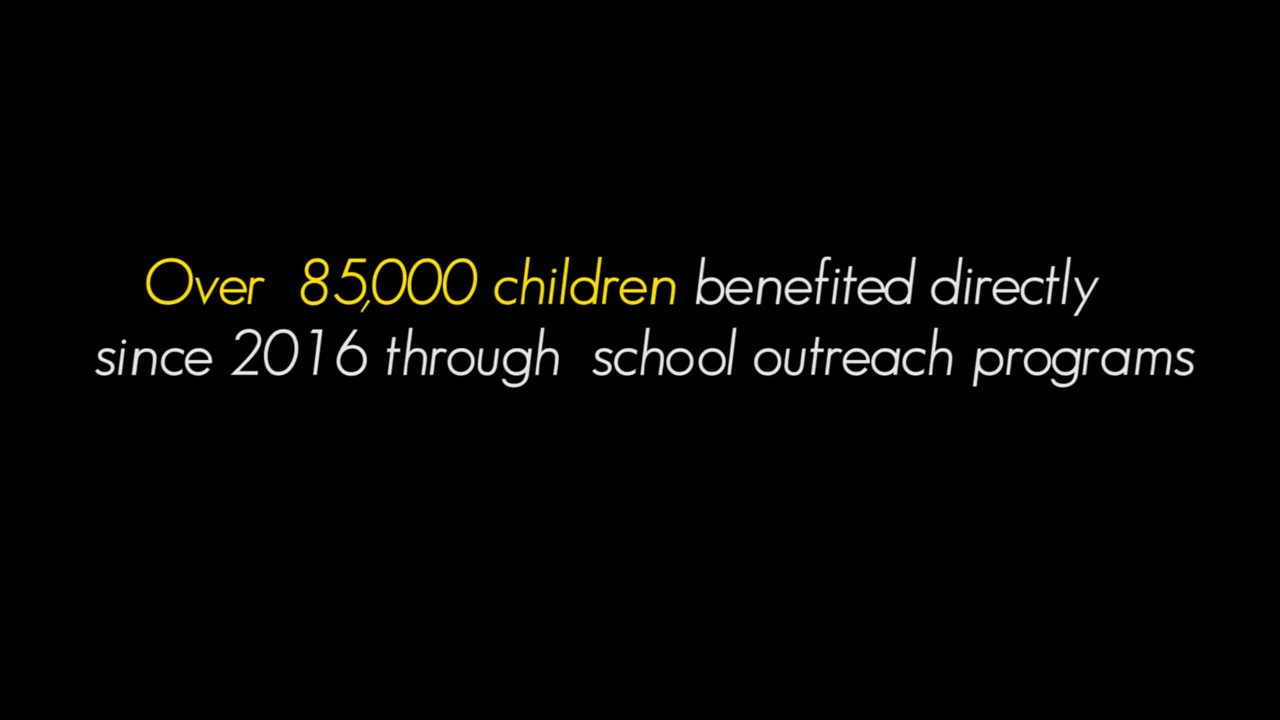 Over 85,000 children benefited directly
since 2016 through school outreach programs